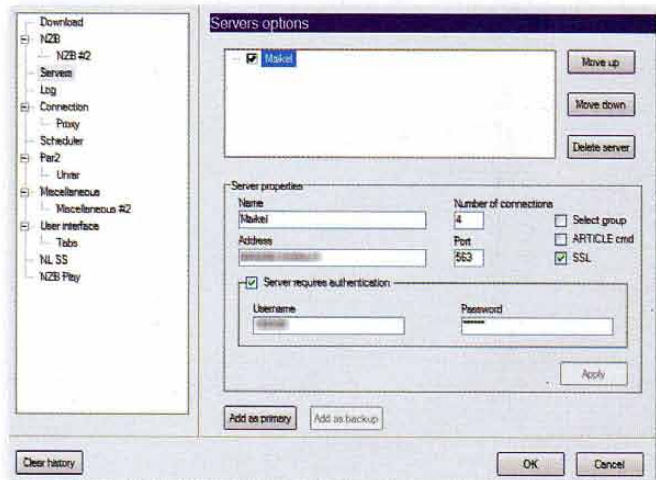 Download
NZB
NZB #2
Servers
Log
Connection
Proxy
Scheduler
Par2
Unrar
Miscellaneous
Miscellaneous #2
User interface
Tabs
NL SS
NZB Play
Clear history
Servers options
Maikel
Move up
Move down
Delete server
Server properties
Name
Number of connections
Maikel
4
Select group
Address
Port
ARTICLE cmd
563
SSL
Server requires authentication
Username
Password
******
Apply
Add as primary
Add as backup
OK
Cancel